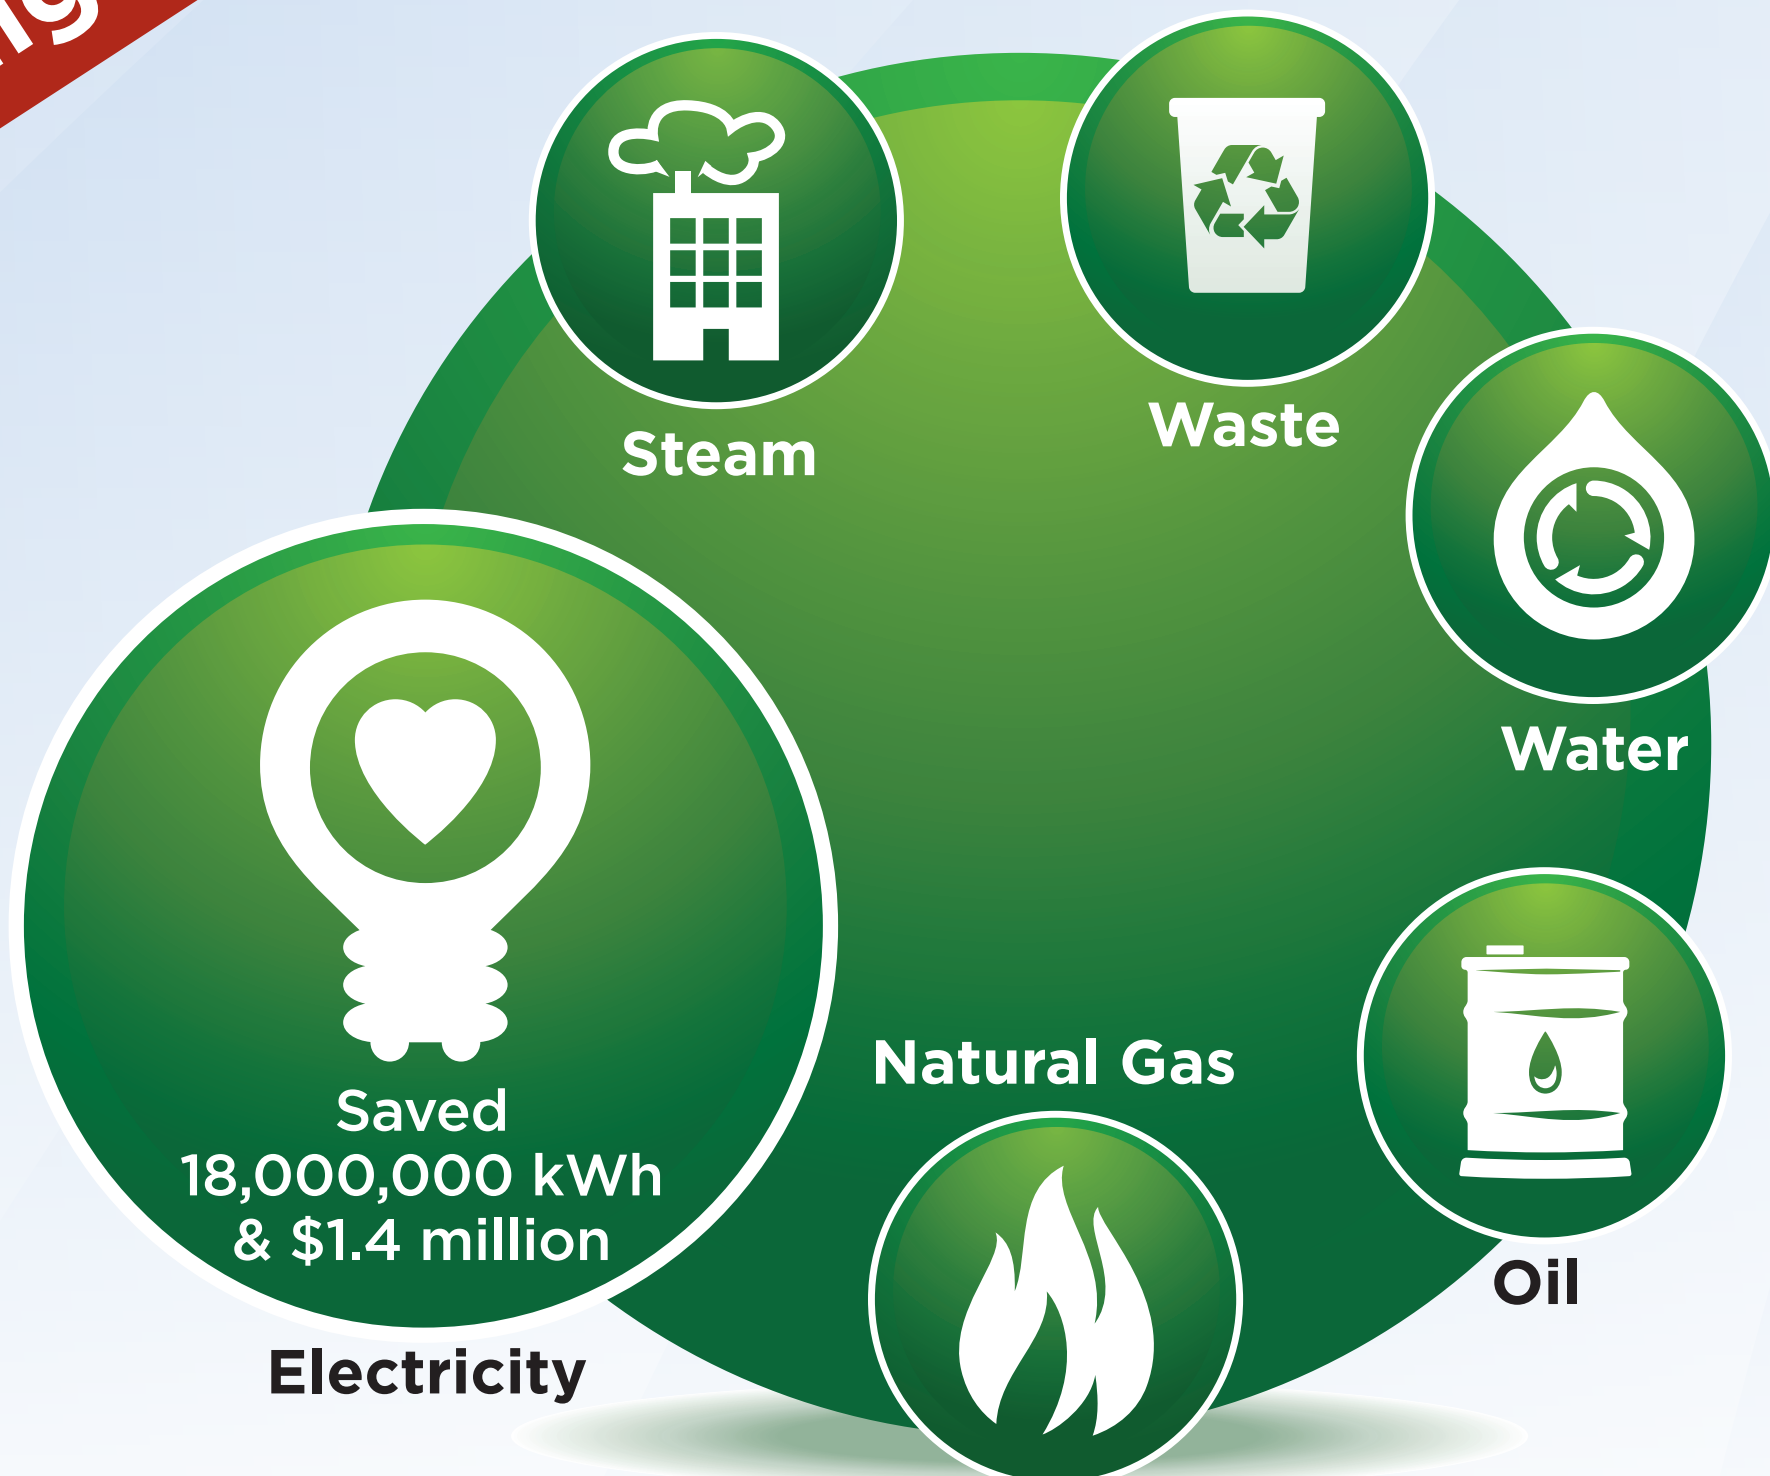 Steam
Waste
Water
Saved
18,000,000 kWh
& $1.4 million
Electricity
Natural Gas
Oil